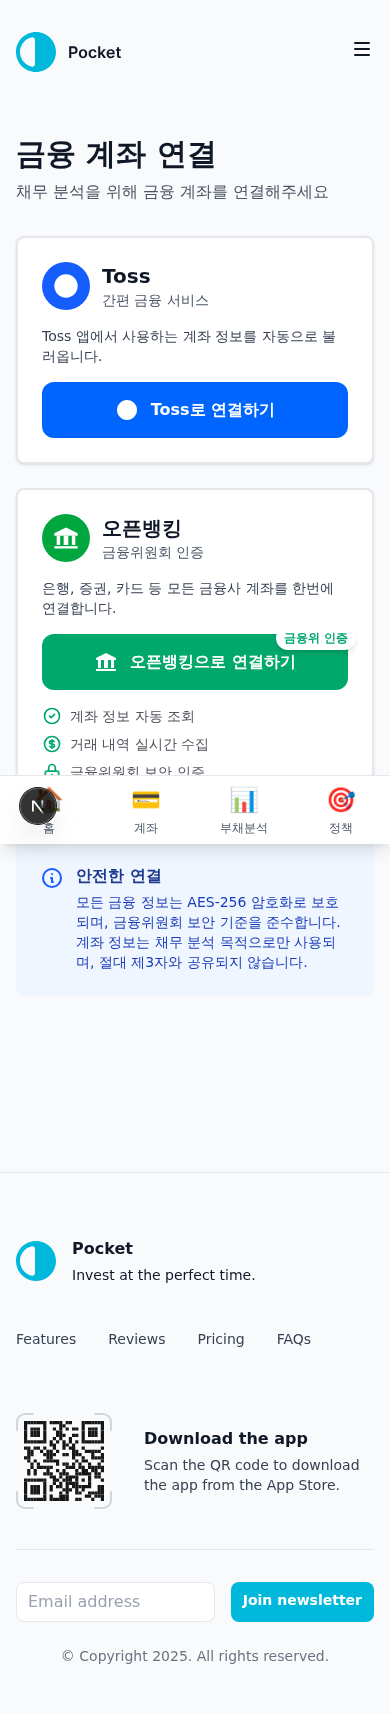 Pocket
금융 계좌 연결
채무 분석을 위해 금융 계좌를 연결해주세요
Toss
간편 금융 서비스
Toss 앱에서 사용하는 계좌 정보를 자동으로 불
러옵니다.
Toss로 연결하기
오픈뱅킹
금융위원회 인증
은행, 증권, 카드 등 모든 금융사 계좌를 한번에
연결합니다.
금융위 인증
오픈뱅킹으로 연결하기
계좌 정보 자동 조회
거래 내역 실시간 수집
금융위원회 보안 인증
N
홈
계좌
부채분석
정책
안전한 연결
모든 금융 정보는 AES-256 암호화로 보호
되며, 금융위원회 보안 기준을 준수합니다.
계좌 정보는 채무 분석 목적으로만 사용되
며, 절대 제3자와 공유되지 않습니다.
Pocket
Invest at the perfect time.
Features
Reviews
Pricing
FAQs
Download the app
Scan the QR code to download
the app from the App Store.
Email address
Join newsletter
© Copyright 2025. All rights reserved.